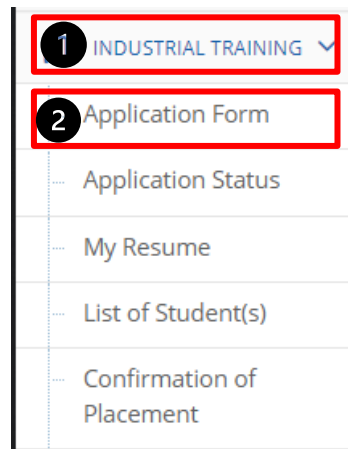 1 INDUSTRIAL TRAINING
2 Application Form
Application Status
My Resume
List of Student(s)
Confirmation of
Placement